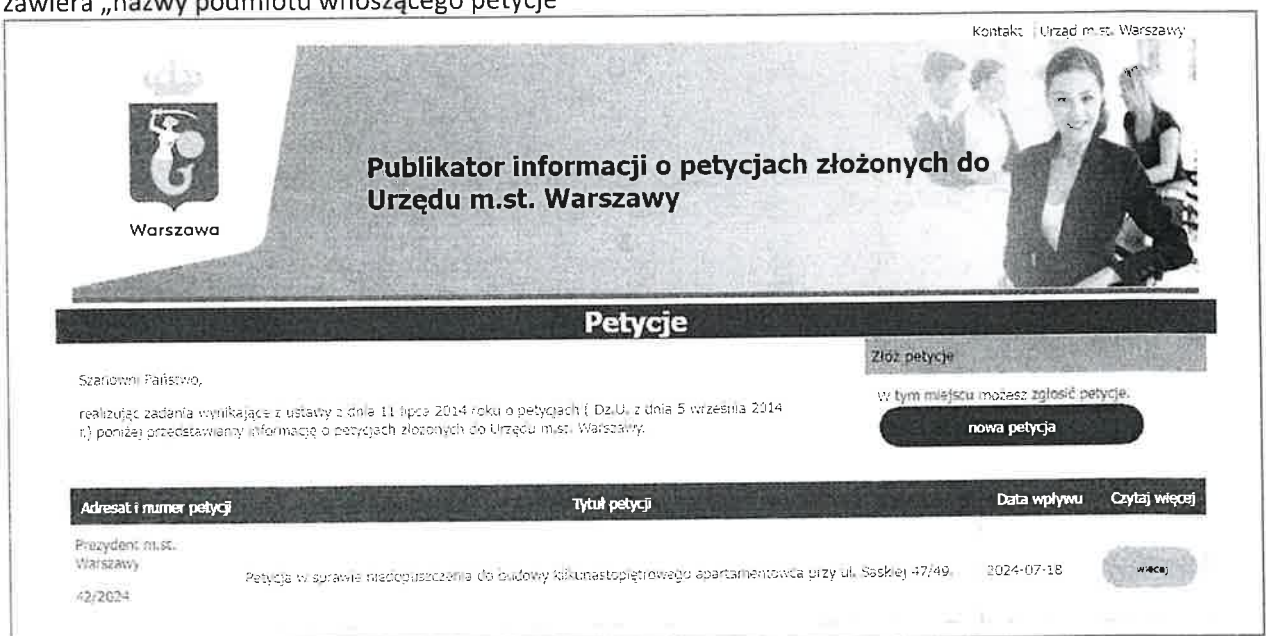 zawiera „nazwy podmiotu wnoszącego petycje
Kontakt | Urząd m.st. Warszawy
Warszawa
Publikator informacji o petycjach złożonych do
Urzędu m.st. Warszawy
Petycje
Szanowni Państwo,
realizując zadania wynikające z ustawy z dnia 11 lipca 2014 roku o petycjach ( Dz.U. z dnia 5 września 2014
r.) poniżej przedstawiamy informację o petycjach złożonych do Urzędu m.st. Warszawy.
Złóż petycje
W tym miejscu możesz zgłosić petycje.
nowa petycja
Adresat i numer petycji Tytuł petycji Data wpływu Czytaj więcej
Prezydent m.st.
Warszawy
Petycja w sprawie niedopuszczenia do budowy kilkunastopiętrowego apartamentowca przy ul. Saskiej 47/49. 2024-07-18 więcej
42/2024